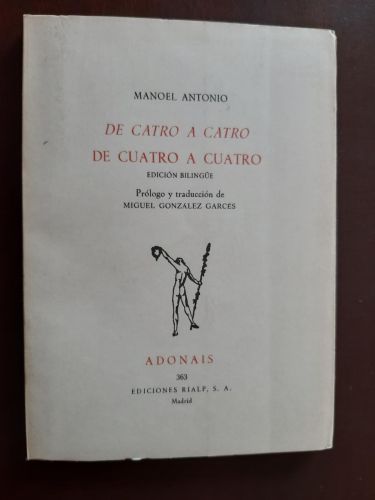 MANOEL ANTONIO
DE CATRO A CATRO
DE CUATRO A CUATRO
EDICIÓN BILINGÜE
Prólogo y traducción de
MIGUEL GONZÁLEZ GARCES
ADONAIS
363
EDICIONES RIALP, S. A.
Madrid